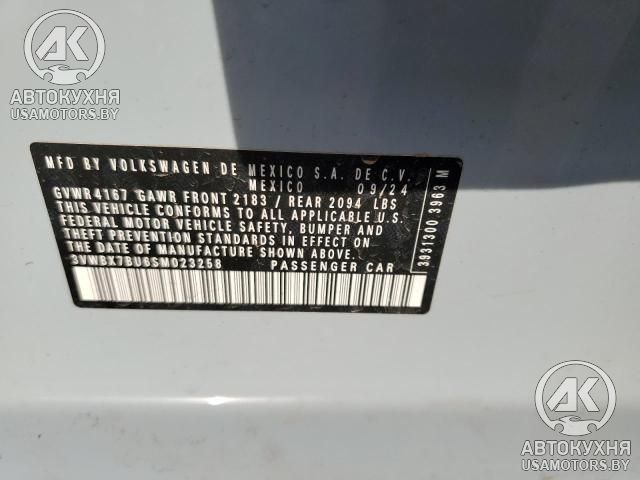 AK
АВТОКУХНЯ
USAMOTORS.BY
MFD BY VOLKSWAGEN DE MEXICO S.A. DE C.V.
MEXICO 09/24
GVWR4167 GAWR FRONT 2183/ REAR 2094 LBS
THIS VEHICLE CONFORMS TO ALL APPLICABLE U.S.
FEDERAL MOTOR VEHICLE SAFETY, BUMPER AND
THEFT PREVENTION STANDARDS IN EFFECT ON
THE DATE OF MANUFACTURE SHOWN ABOVE.
3VWBX7BU6SM023258 PASSENGER CAR
3931300 3963 M
AK
АВТОКУХНЯ
USAMOTORS.BY